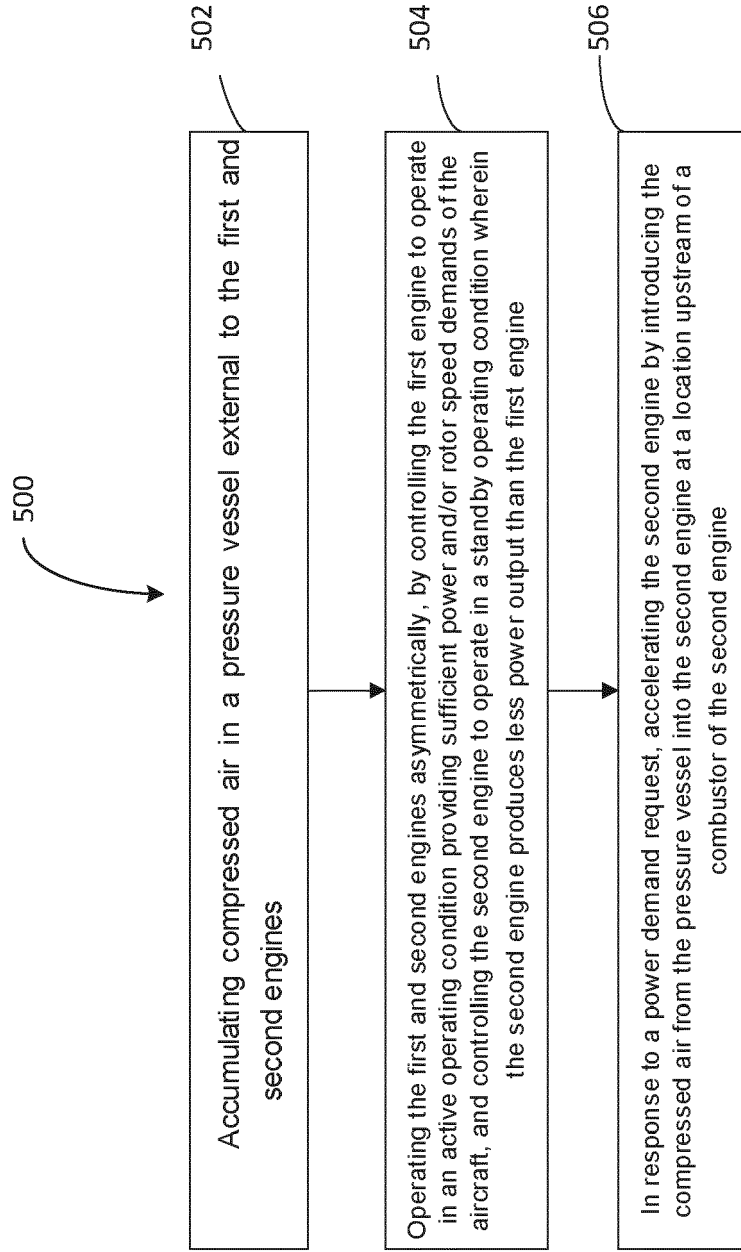 500
502
Accumulating compressed air in a pressure vessel external to the first and
second engines
504
Operating the first and second engines asymmetrically, by controlling the first engine to operate
in an active operating condition providing sufficient power and/or rotor speed demands of the
aircraft, and controlling the second engine to operate in a standby operating condition wherein
the second engine produces less power output than the first engine
506
In response to a power demand request, accelerating the second engine by introducing the
compressed air from the pressure vessel into the second engine at a location upstream of a
combustor of the second engine